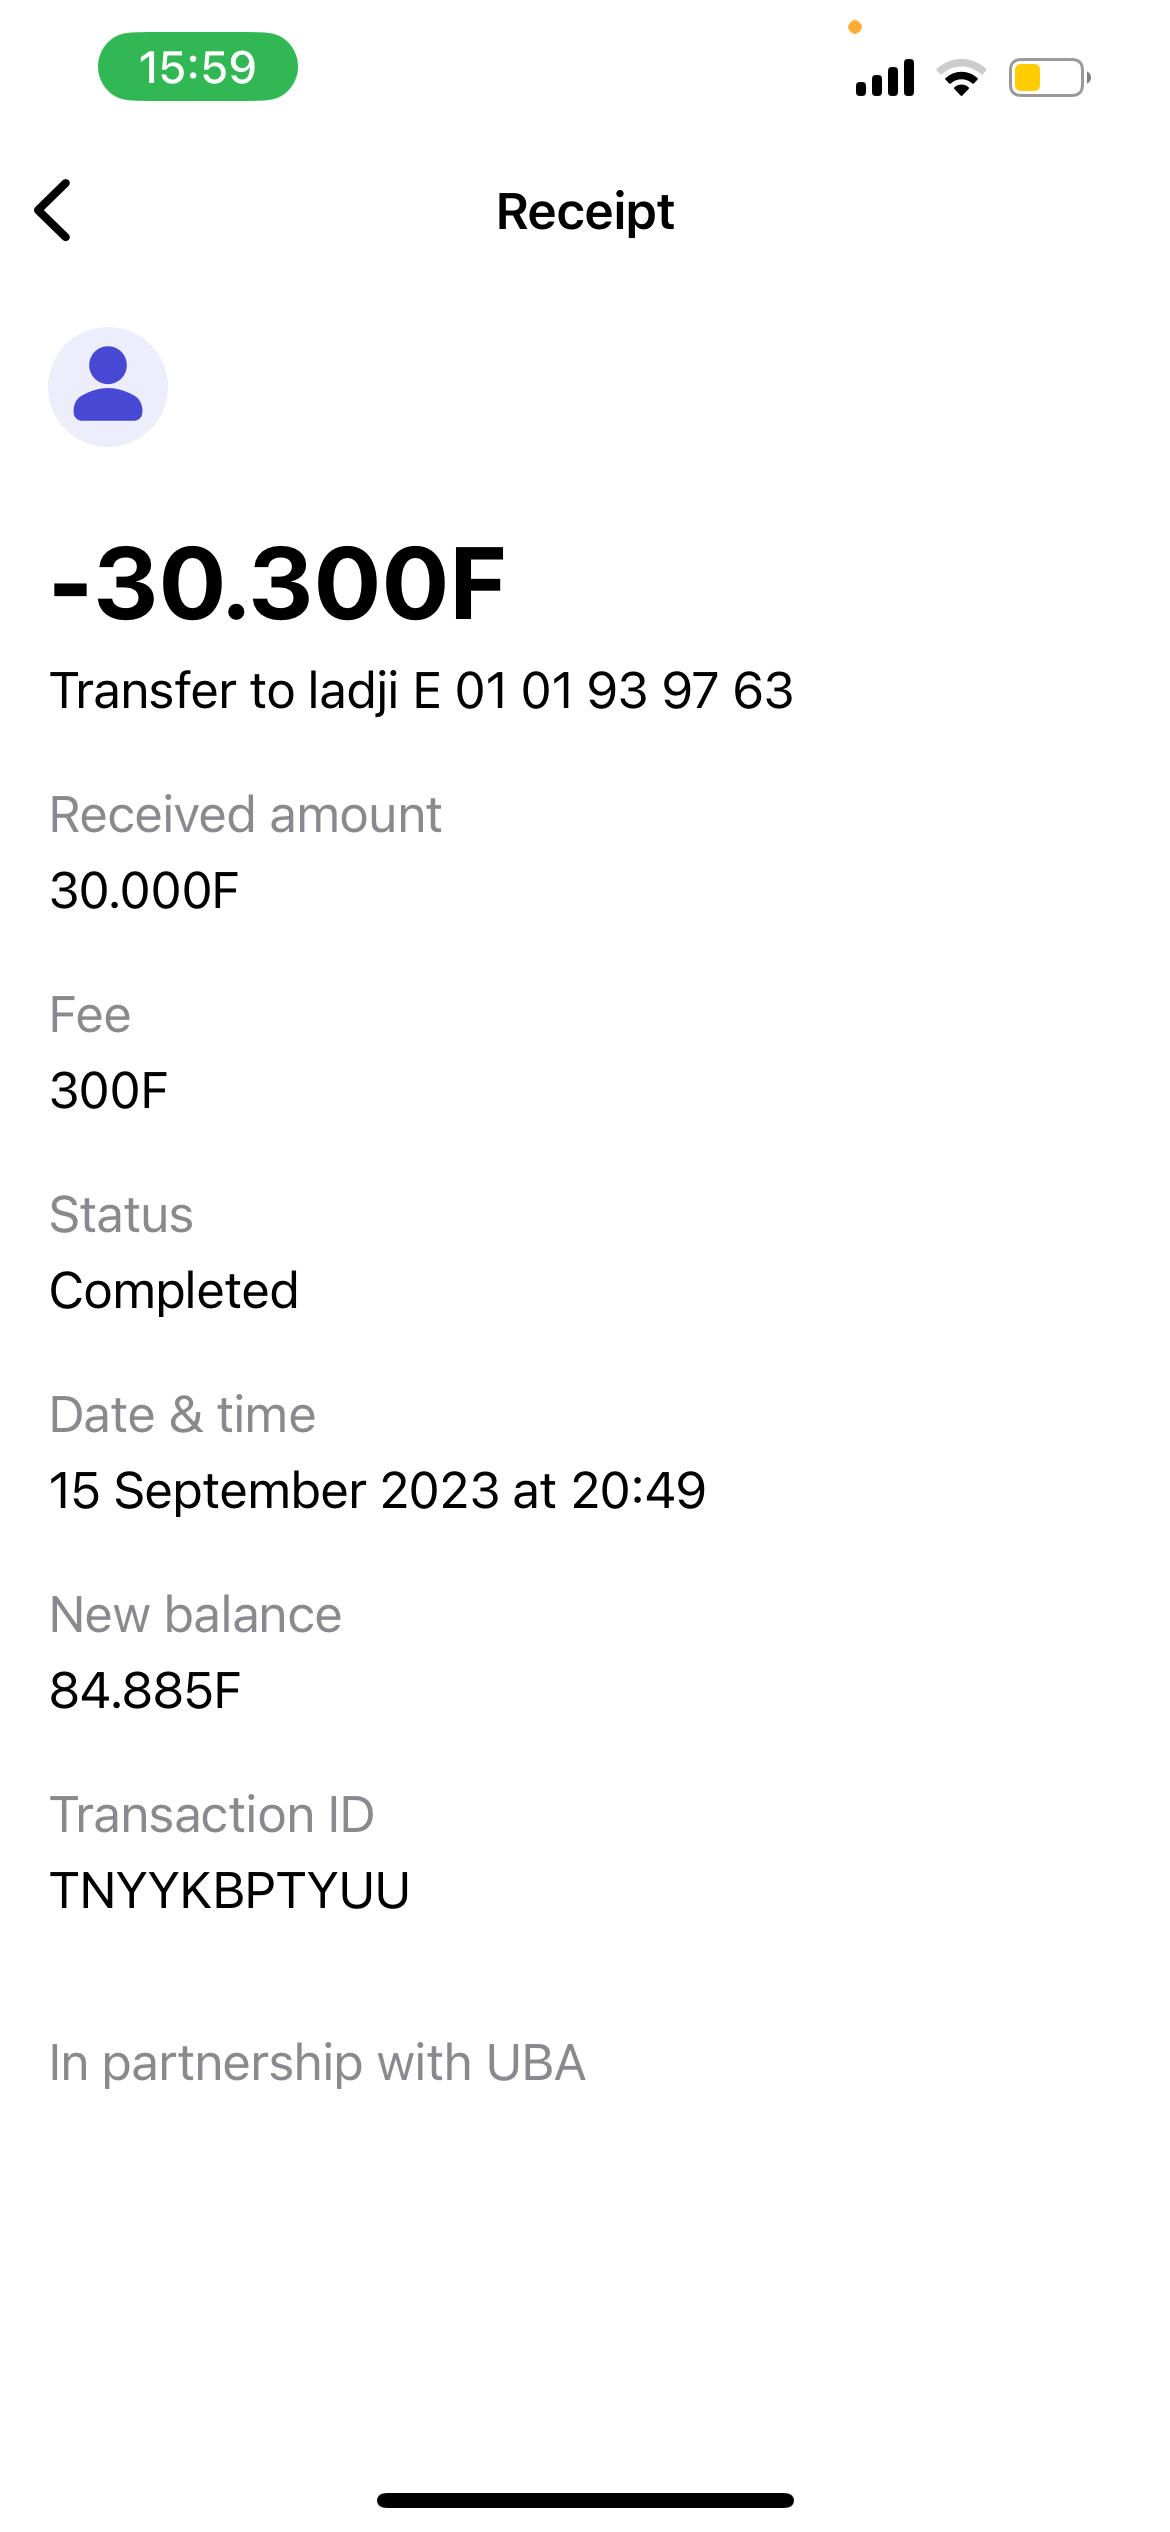 15:59
Receipt
-30.300F
Transfer to ladji E 01 01 93 97 63
Received amount
30.000F
Fee
300F
Status
Completed
Date & time
15 September 2023 at 20:49
New balance
84.885F
Transaction ID
TNYYKBPTYUU
In partnership with UBA